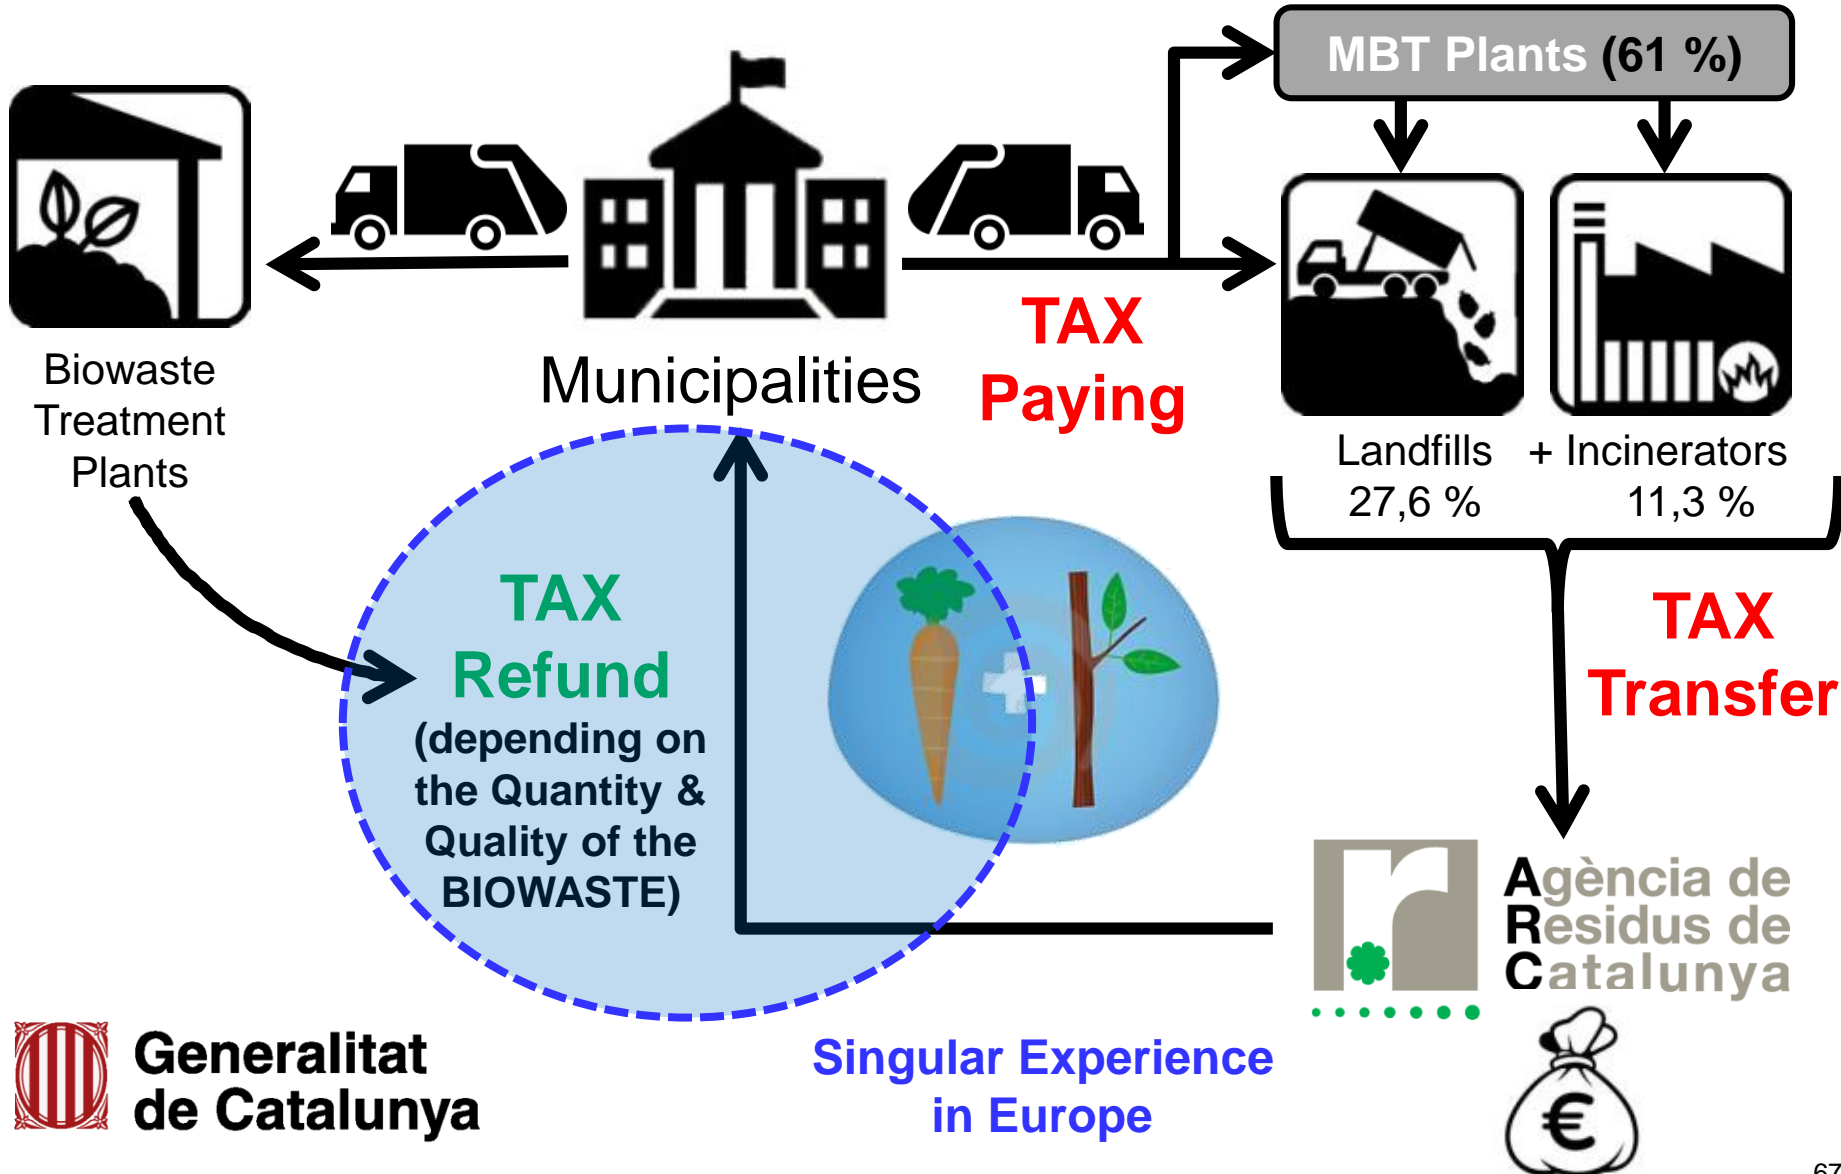 MBT Plants (61 %)
Biowaste
Treatment
Plants
Municipalities
TAX
Paying
Landfills + Incinerators
27,6 % 11,3 %
TAX
Refund
(depending on
the Quantity &
Quality of the
BIOWASTE)
TAX
Transfer
Agència de
Residus de
Catalunya
Generalitat
de Catalunya
Singular Experience
in Europe
€
67